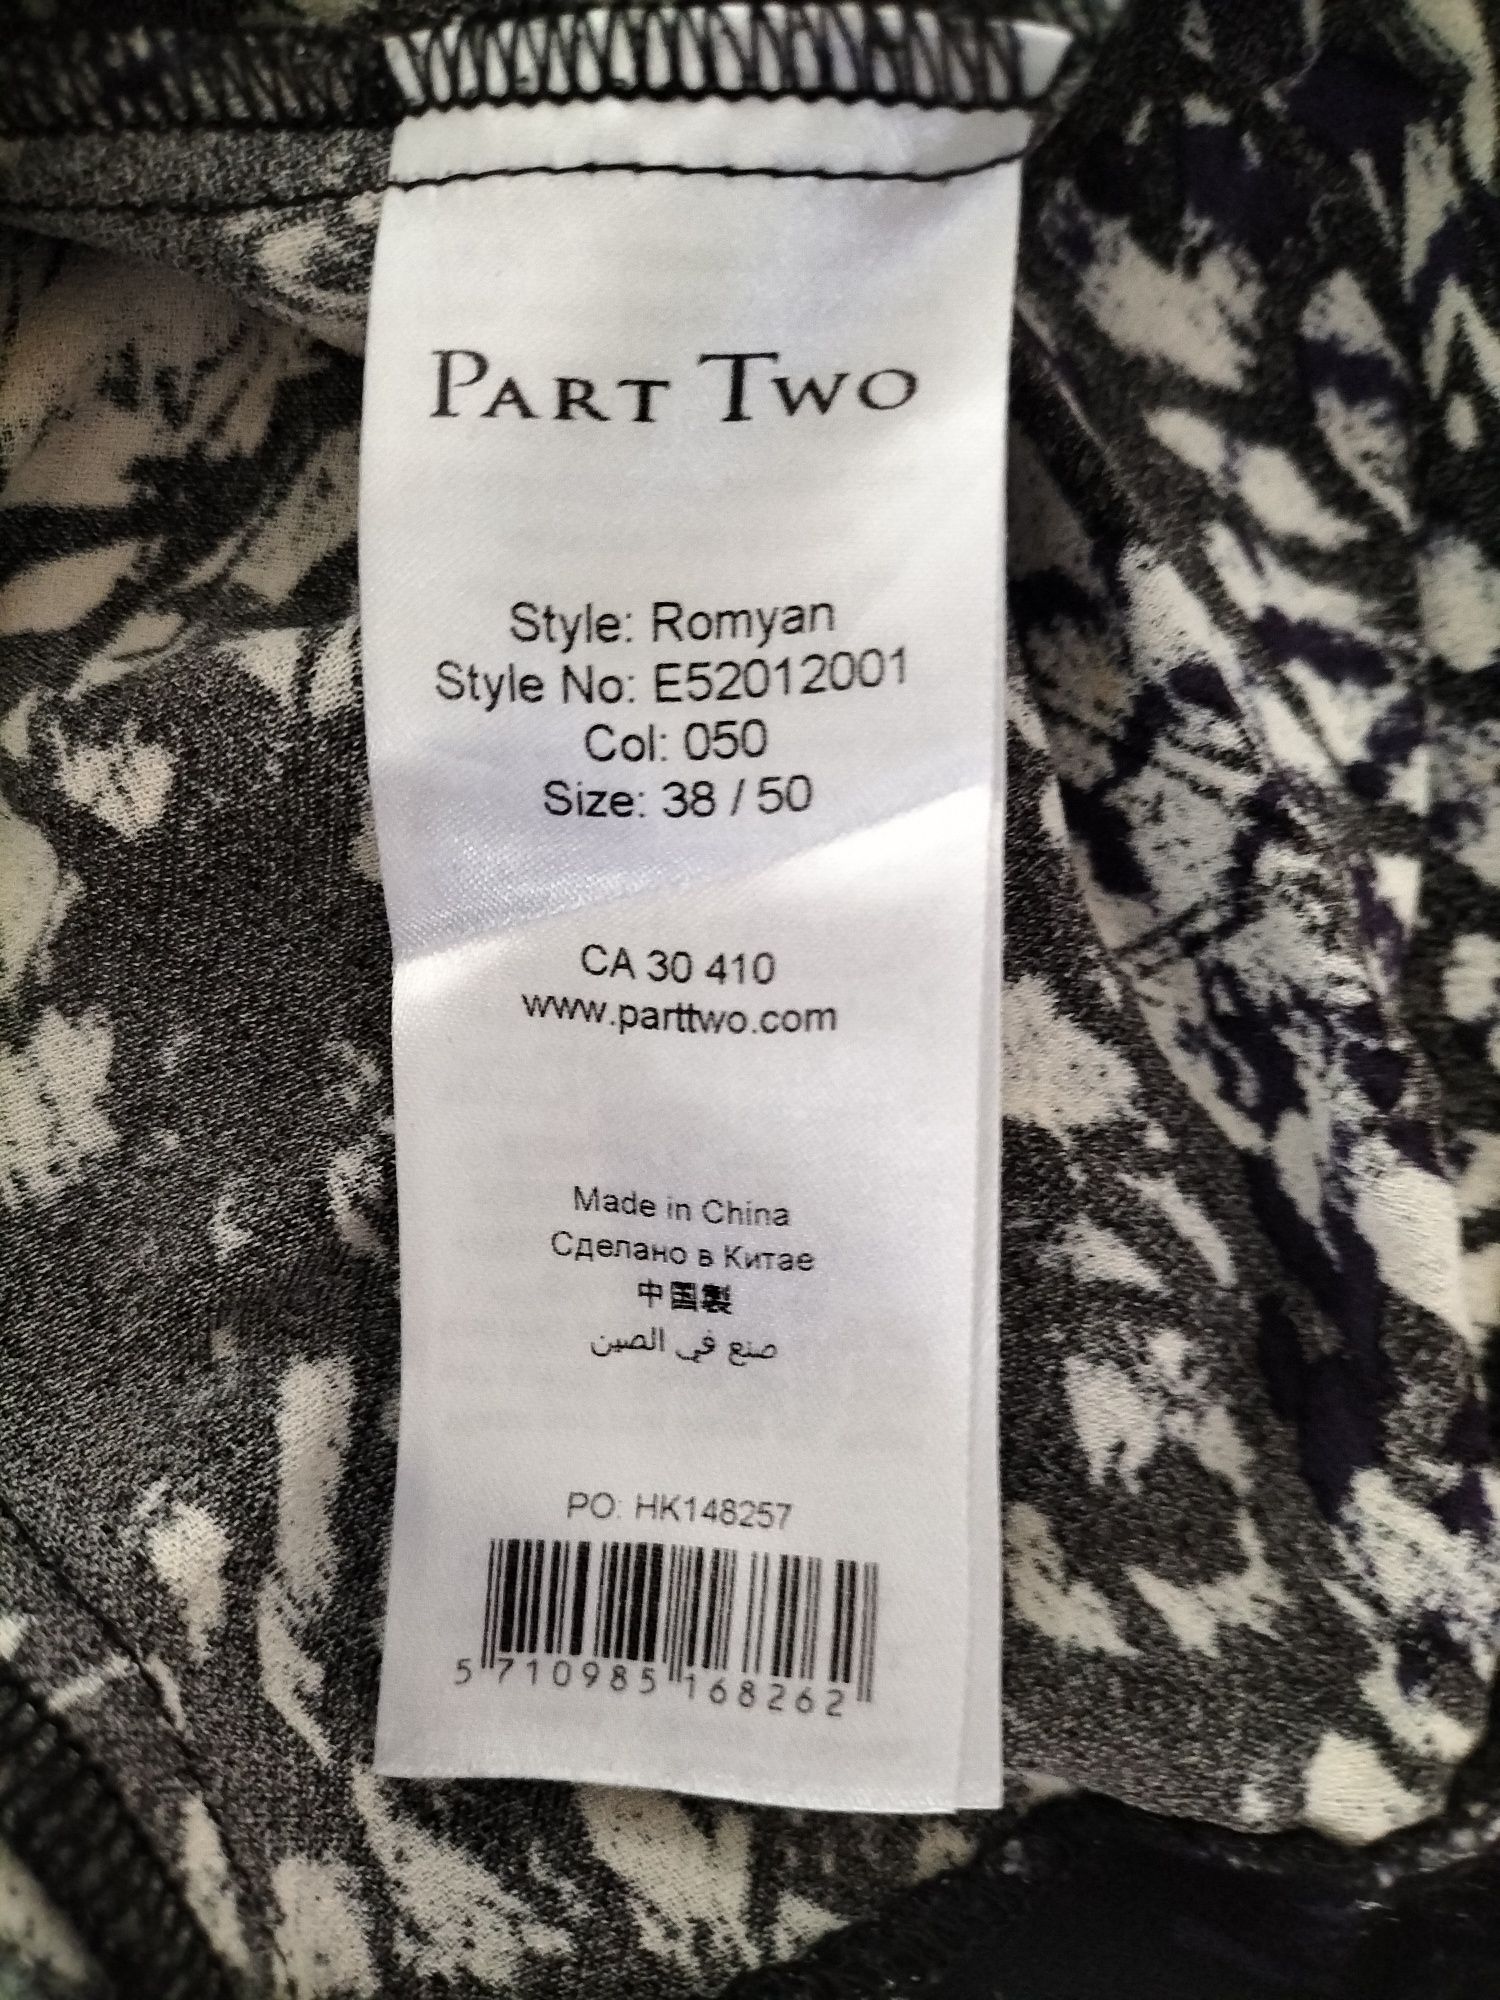 PART TWO
Style: Romyan
Style No: E52012001
Col: 050
Size: 38 / 50
CA 30 410
www.parttwo.com
Made in China
Сделано в Китае
中国製
صنع في الصين
PO: HK148257
5 710985 168262